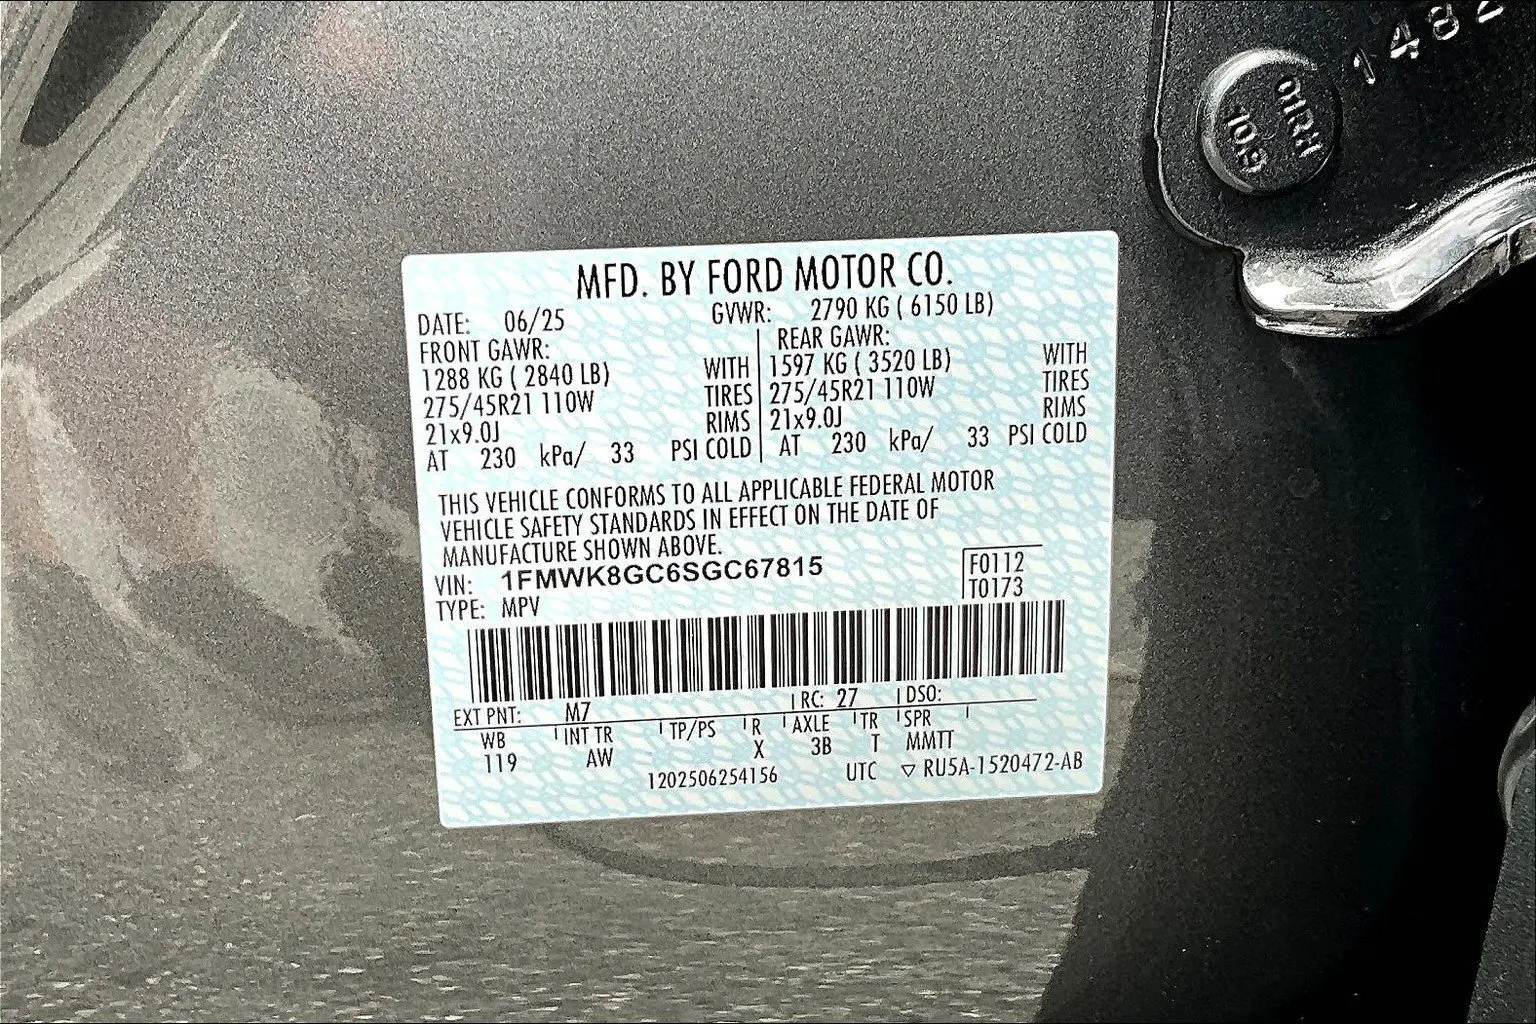 1482
01RH
109
MFD. BY FORD MOTOR CO.
DATE: 06/25 GVWR: 2790 KG ( 6150 LB)
FRONT GAWR: REAR GAWR:
1288 KG ( 2840 LB) WITH 1597 KG ( 3520 LB) WITH
275/45R21 110W TIRES 275/45R21 110W TIRES
21x9.0J RIMS 21x9.0J RIMS
AT 230 kPa/ 33 PSI COLD AT 230 kPa/ 33 PSI COLD
THIS VEHICLE CONFORMS TO ALL APPLICABLE FEDERAL MOTOR
VEHICLE SAFETY STANDARDS IN EFFECT ON THE DATE OF
MANUFACTURE SHOWN ABOVE.
VIN: 1FMWK8GC6SGC67815 F0112
TYPE: MPV T0173
EXT PNT: M7 RC: 27 DSO:
WB INT TR TP/PS R AXLE TR SPR
119 AW X 3B T MMTT
1202506254156 UTC ▽ RU5A-1520472-AB